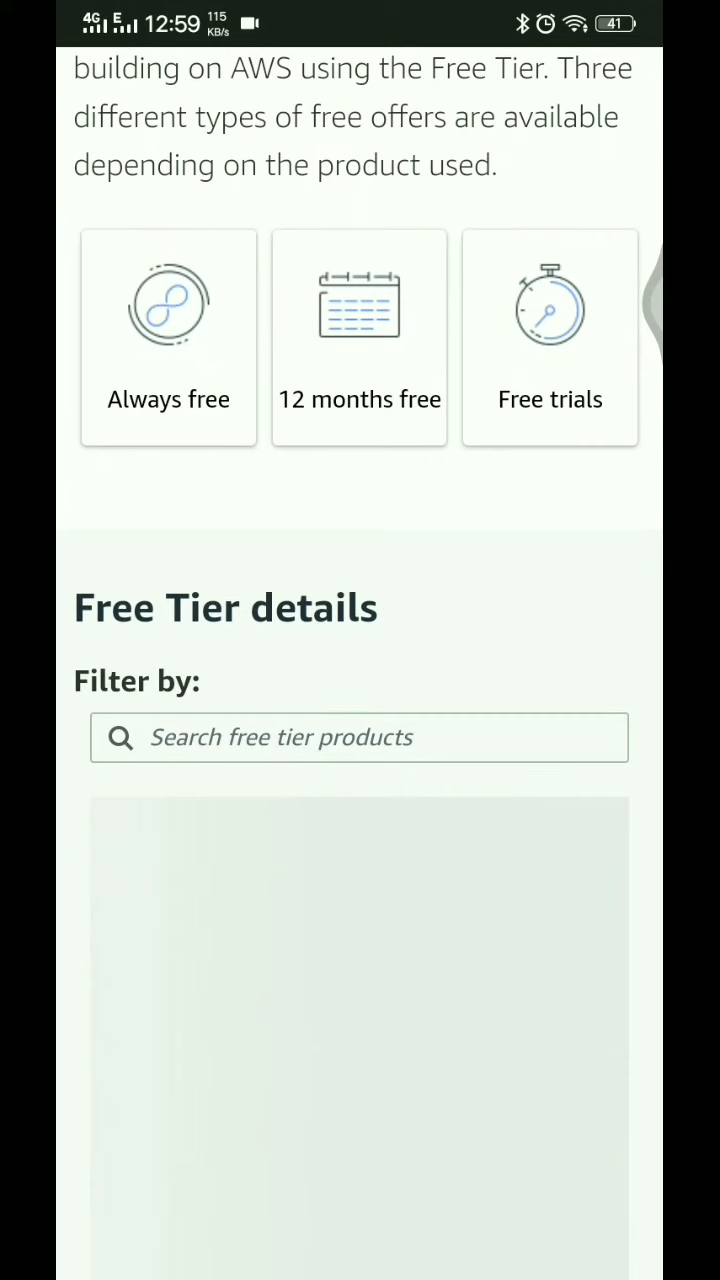 4G E 12:59 115 KB/s 41
building on AWS using the Free Tier. Three
different types of free offers are available
depending on the product used.
Always free
12 months free
Free trials
Free Tier details
Filter by:
Search free tier products